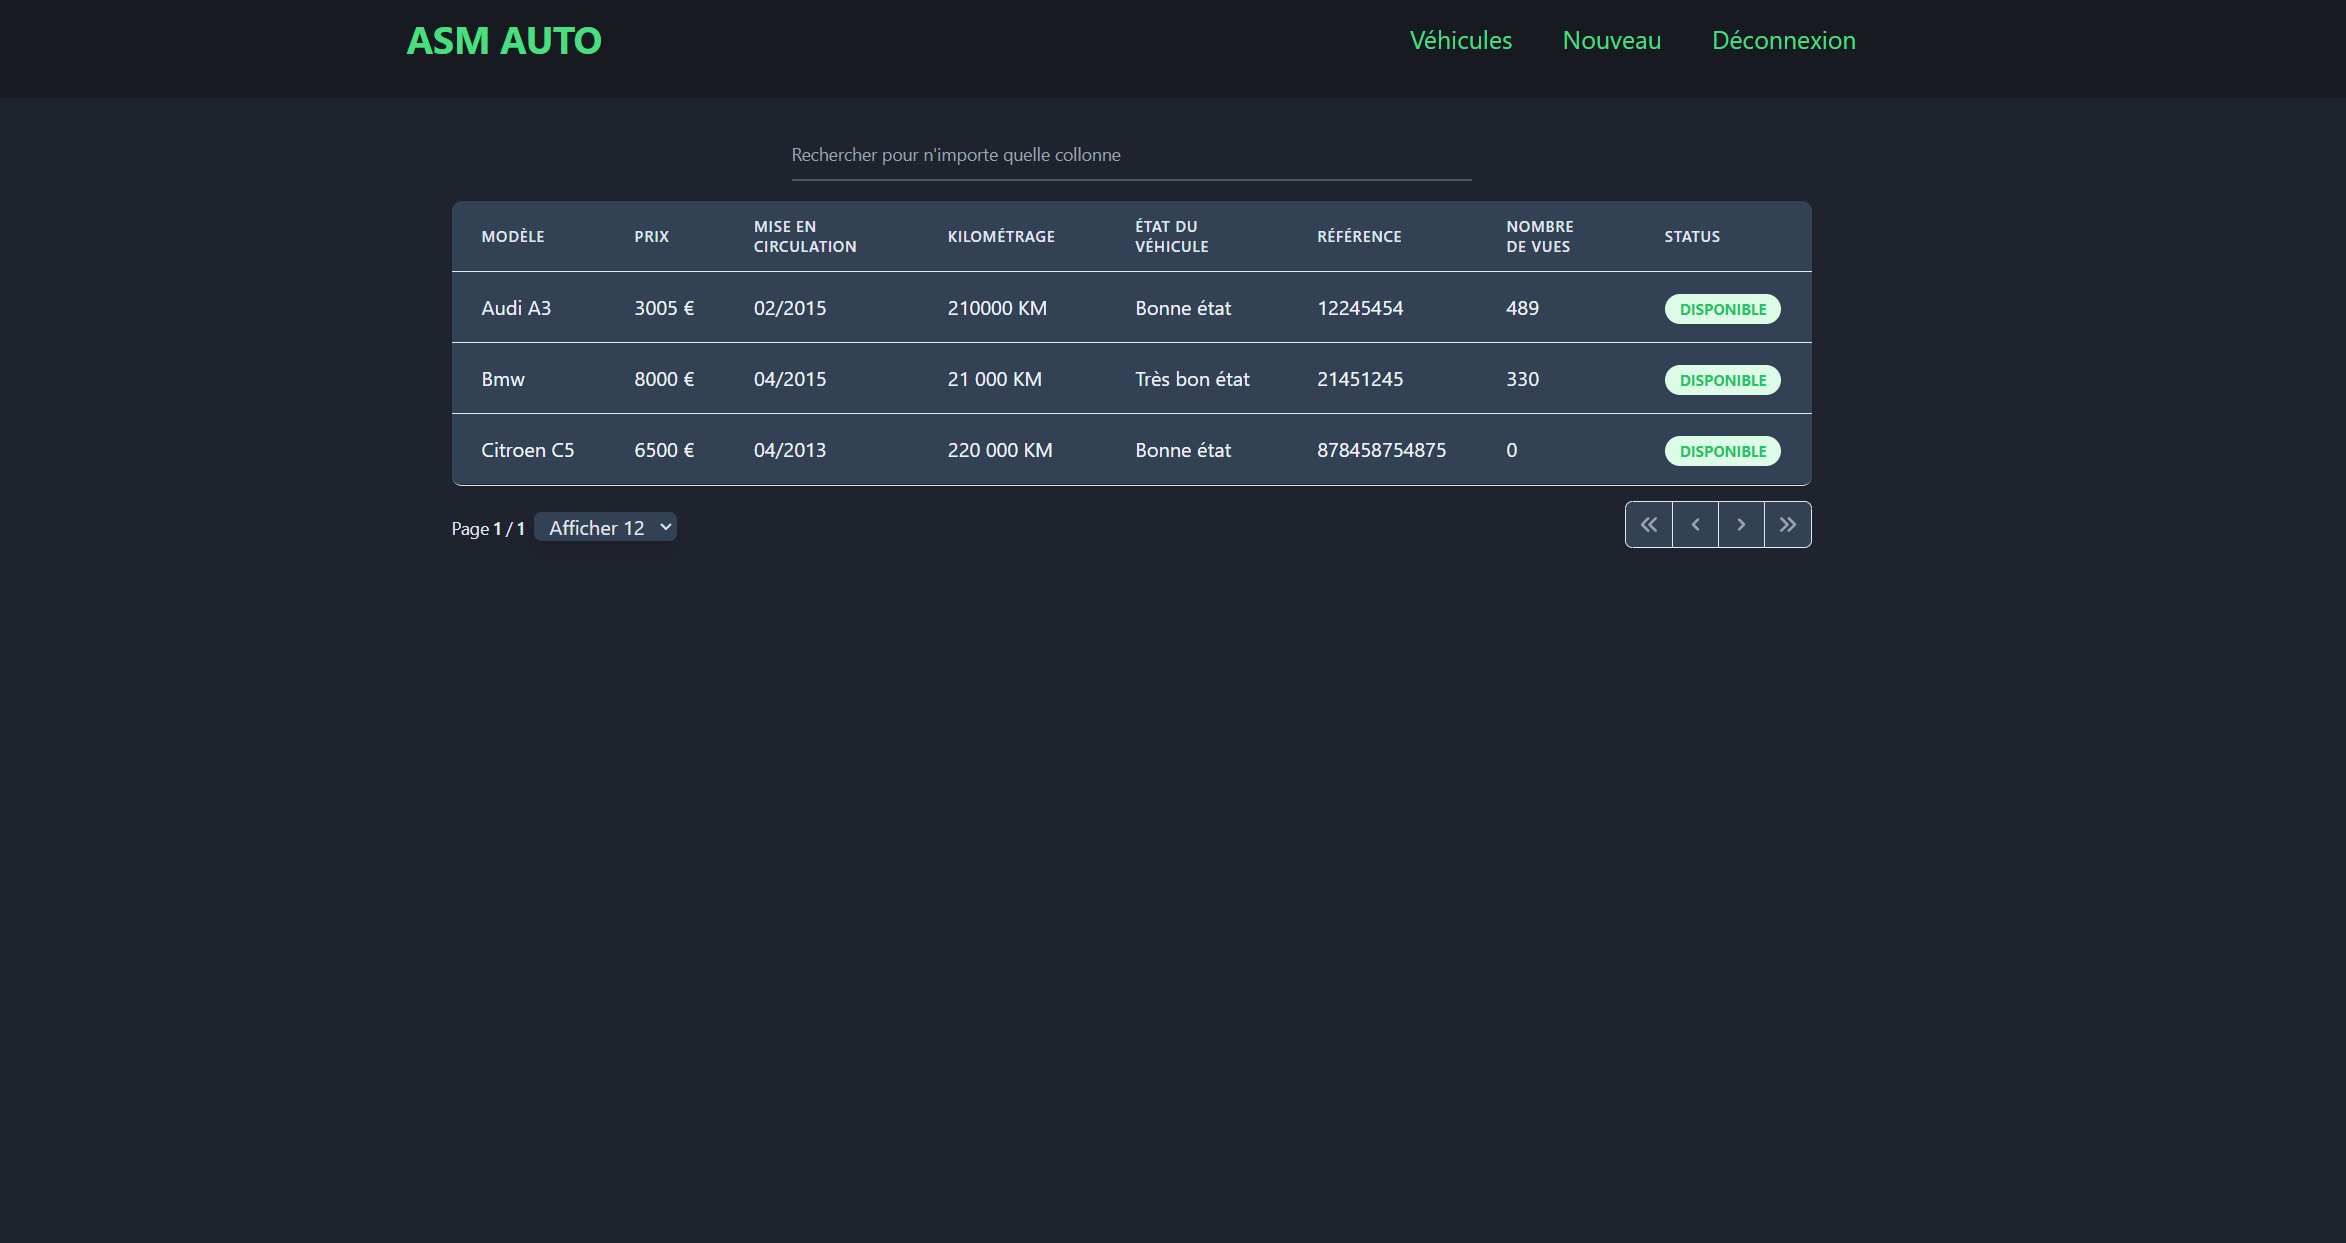 ASM AUTO Véhicules Nouveau Déconnexion
Rechercher pour n'importe quelle collonne
MODÈLE PRIX MISE EN CIRCULATION KILOMÉTRAGE ÉTAT DU VÉHICULE RÉFÉRENCE NOMBRE DE VUES STATUS
Audi A3 3005 € 02/2015 210000 KM Bonne état 12245454 489 DISPONIBLE
Bmw 8000 € 04/2015 21 000 KM Très bon état 21451245 330 DISPONIBLE
Citroen C5 6500 € 04/2013 220 000 KM Bonne état 878458754875 0 DISPONIBLE
Page 1 / 1 Afficher 12